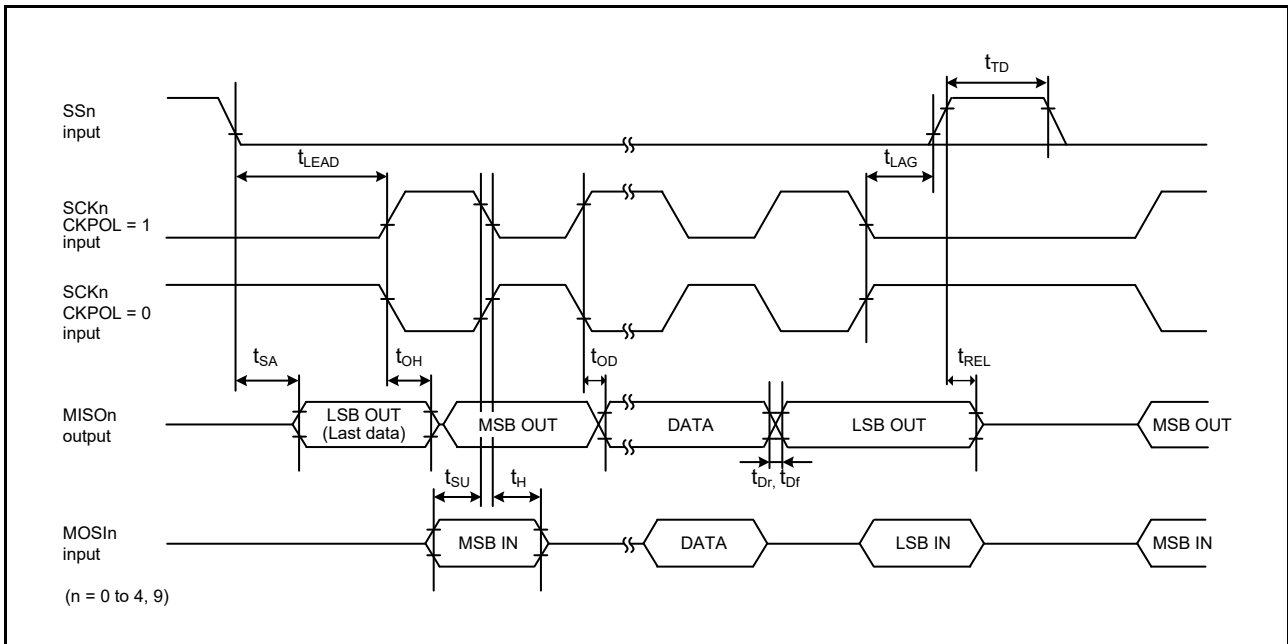 t_TD
SSn
input
t_LEAD
t_LAG
SCKn
CKPOL = 1
input
SCKn
CKPOL = 0
input
t_SA
t_OH
t_OD
t_REL
MISOn
output
LSB OUT
(Last data)
MSB OUT
DATA
LSB OUT
MSB OUT
t_SU
t_H
t_Dr, t_Df
MOSIn
input
MSB IN
DATA
LSB IN
MSB IN
(n = 0 to 4, 9)